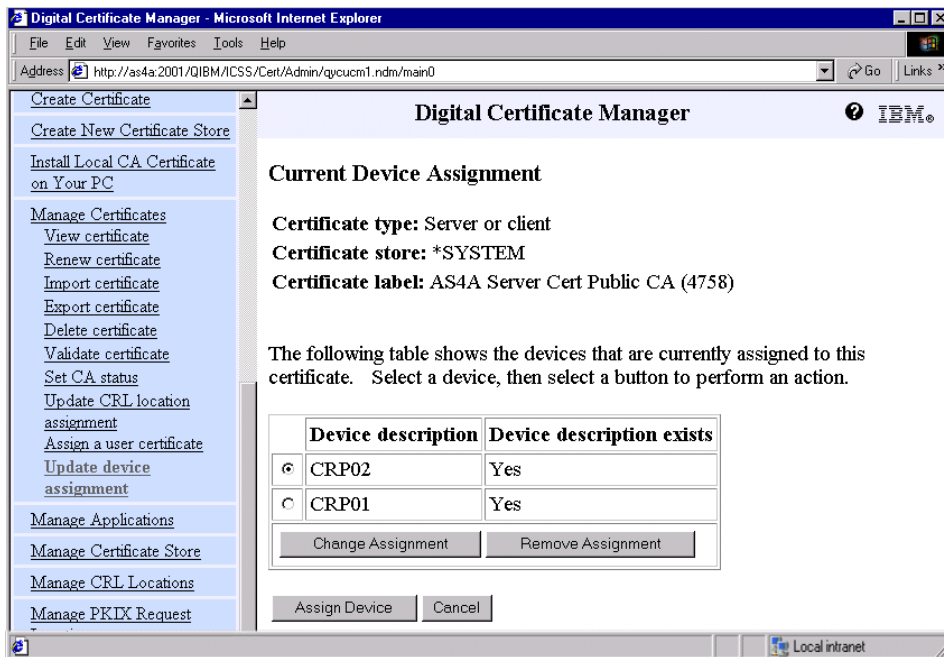 Digital Certificate Manager - Microsoft Internet Explorer
File Edit View Favorites Tools Help
Address http://as4a:2001/QIBM/ICSS/Cert/Admin/qycucm1.ndm/main0 Go Links »
Create Certificate
Create New Certificate Store
Install Local CA Certificate
on Your PC
Manage Certificates
View certificate
Renew certificate
Import certificate
Export certificate
Delete certificate
Validate certificate
Set CA status
Update CRL location
assignment
Assign a user certificate
Update device
assignment
Manage Applications
Manage Certificate Store
Manage CRL Locations
Manage PKIX Request
Digital Certificate Manager
? IBM®
Current Device Assignment
Certificate type: Server or client
Certificate store: *SYSTEM
Certificate label: AS4A Server Cert Public CA (4758)
The following table shows the devices that are currently assigned to this
certificate. Select a device, then select a button to perform an action.
Device description Device description exists
CRP02 Yes
CRP01 Yes
Change Assignment Remove Assignment
Assign Device Cancel
Local intranet